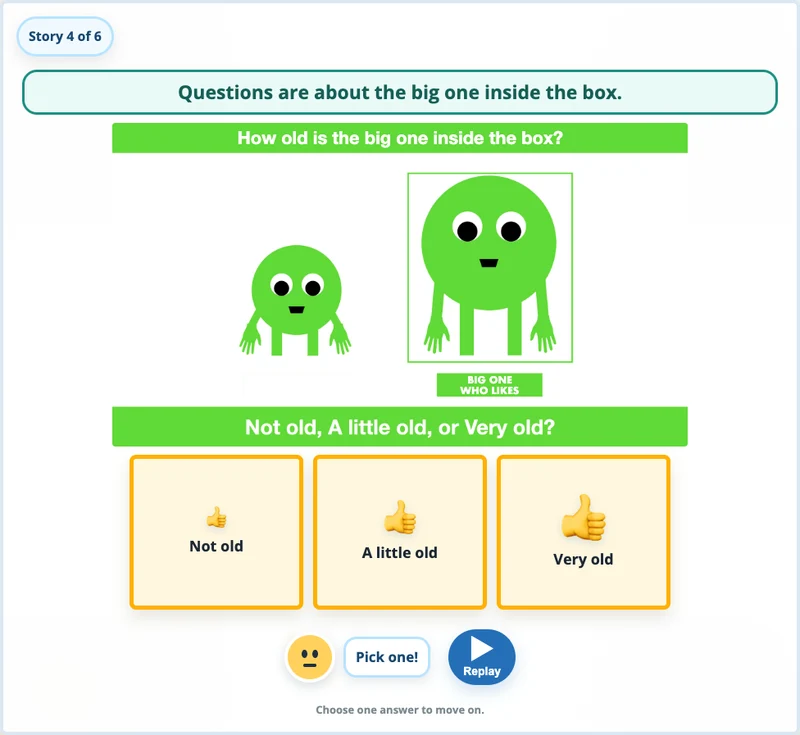 Story 4 of 6
Questions are about the big one inside the box.
How old is the big one inside the box?
BIG ONE
WHO LIKES
Not old, A little old, or Very old?
Not old
A little old
Very old
Pick one!
Replay
Choose one answer to move on.